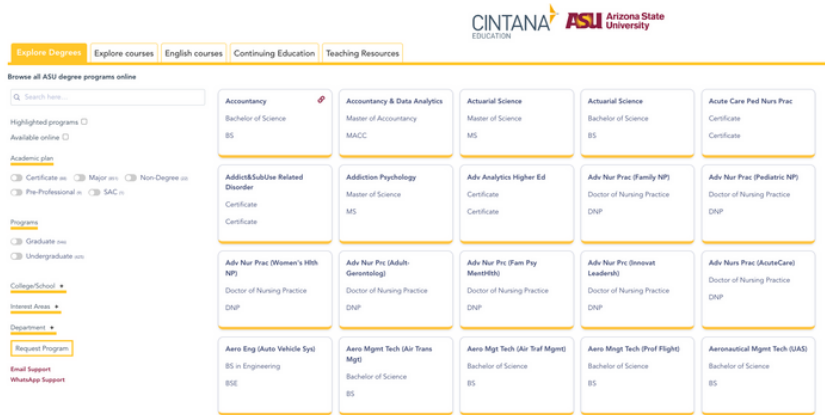 CINTANA
EDUCATION
ASU Arizona State
University
Explore Degrees
Explore courses
English courses
Continuing Education
Teaching Resources
Browse all ASU degree programs online
Search here...
Highlighted programs
Available online
Academic plan
Certificate
Major
Non-Degree
Pre-Professional
SAC
Programs
Graduate
Undergraduate
College/School +
Interest Areas +
Department +
Request Program
Email Support
WhatsApp Support
Accountancy
Bachelor of Science
BS
Accountancy & Data Analytics
Master of Accountancy
MACC
Actuarial Science
Master of Science
MS
Actuarial Science
Bachelor of Science
BS
Acute Care Ped Nurs Prac
Certificate
Certificate
Addict&SubUse Related
Disorder
Certificate
Certificate
Addiction Psychology
Master of Science
MS
Adv Analytics Higher Ed
Certificate
Certificate
Adv Nur Prac (Family NP)
Doctor of Nursing Practice
DNP
Adv Nur Prac (Pediatric NP)
Doctor of Nursing Practice
DNP
Adv Nur Prac (Women's Hlth
NP)
Doctor of Nursing Practice
DNP
Adv Nur Prc (Adult-
Gerontolog)
Doctor of Nursing Practice
DNP
Adv Nur Prc (Fam Psy
MentHlth)
Doctor of Nursing Practice
DNP
Adv Nur Prc (Innovat
Leadersh)
Doctor of Nursing Practice
DNP
Adv Nurs Prac (AcuteCare)
Doctor of Nursing Practice
DNP
Aero Eng (Auto Vehicle Sys)
BS in Engineering
BSE
Aero Mgmt Tech (Air Trans
Mgt)
Bachelor of Science
BS
Aero Mgt Tech (Air Traf Mgmt)
Bachelor of Science
BS
Aero Mngt Tech (Prof Flight)
Bachelor of Science
BS
Aeronautical Mgmt Tech (UAS)
Bachelor of Science
BS